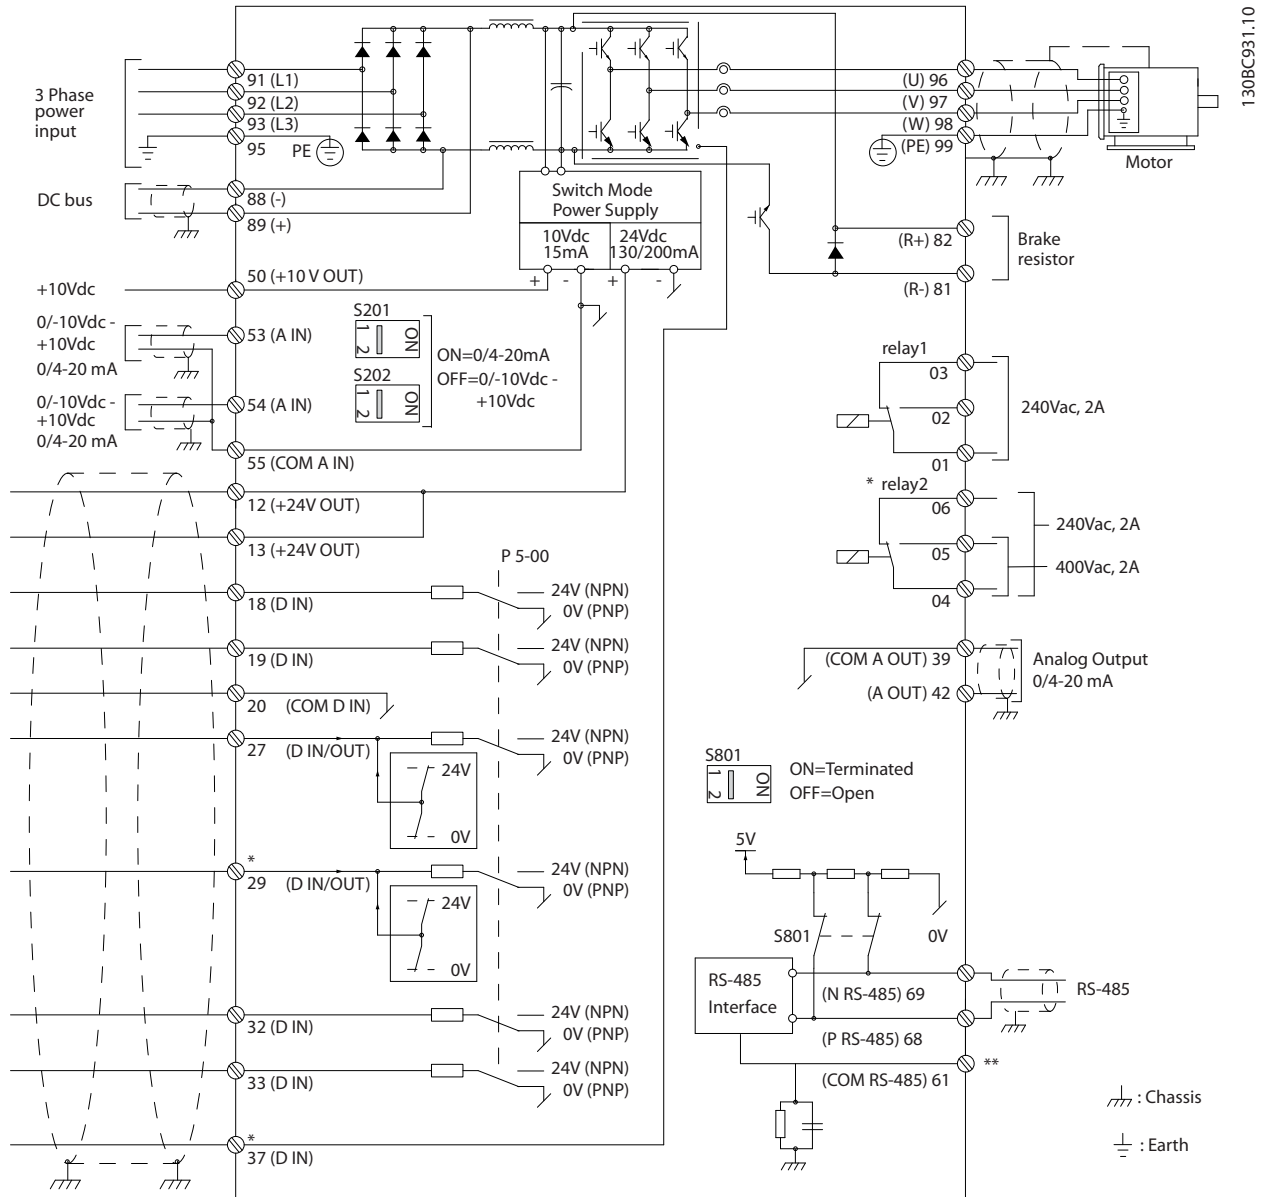 130BC931.10
3 Phase
power
input
91 (L1)
92 (L2)
93 (L3)
95
PE
DC bus
88 (-)
89 (+)
Switch Mode
Power Supply
10Vdc
15mA
24Vdc
130/200mA
+
-
+
-
(U) 96
(V) 97
(W) 98
(PE) 99
Motor
(R+) 82
(R-) 81
Brake
resistor
+10Vdc
50 (+10 V OUT)
0/-10Vdc -
+10Vdc
0/4-20 mA
53 (A IN)
0/-10Vdc -
+10Vdc
0/4-20 mA
54 (A IN)
55 (COM A IN)
S201
1
2
ON
S202
1
2
ON
ON=0/4-20mA
OFF=0/-10Vdc -
+10Vdc
relay1
03
02
01
240Vac, 2A
* relay2
06
05
04
240Vac, 2A
400Vac, 2A
12 (+24V OUT)
13 (+24V OUT)
P 5-00
18 (D IN)
24V (NPN)
0V (PNP)
19 (D IN)
24V (NPN)
0V (PNP)
20 (COM D IN)
27 (D IN/OUT)
24V (NPN)
0V (PNP)
24V
0V
*
29 (D IN/OUT)
24V (NPN)
0V (PNP)
24V
0V
32 (D IN)
24V (NPN)
0V (PNP)
33 (D IN)
24V (NPN)
0V (PNP)
*
37 (D IN)
(COM A OUT) 39
(A OUT) 42
Analog Output
0/4-20 mA
S801
1
2
ON
ON=Terminated
OFF=Open
5V
S801
0V
RS-485
Interface
(N RS-485) 69
(P RS-485) 68
(COM RS-485) 61
RS-485
**
: Chassis
: Earth